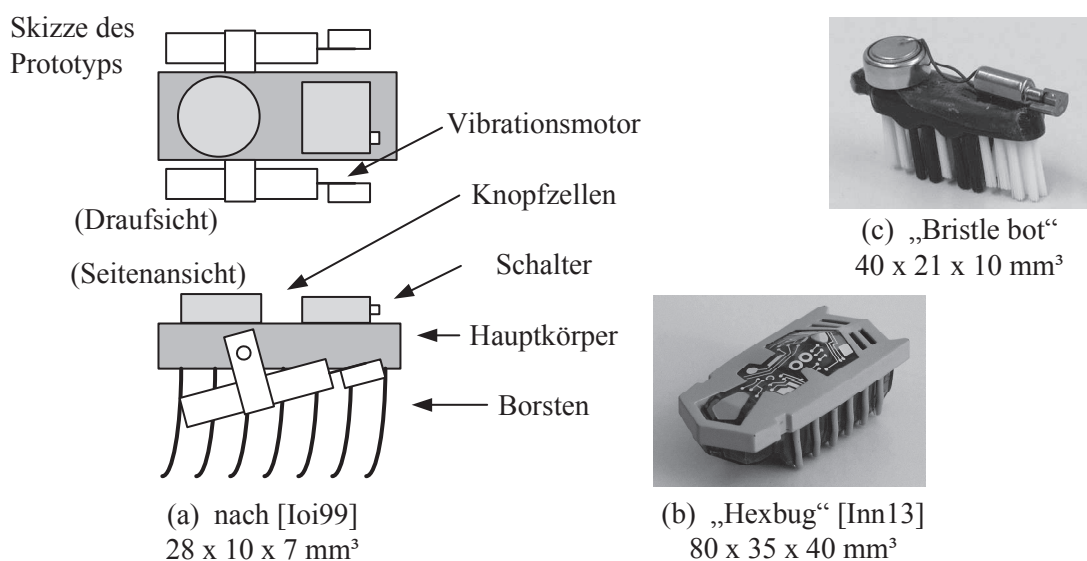 Skizze des
Prototyps
Vibrationsmotor
(Draufsicht)
Knopfzellen
(Seitenansicht)
Schalter
Hauptkörper
Borsten
(a) nach [Ioi99]
28 x 10 x 7 mm³
(c) „Bristle bot“
40 x 21 x 10 mm³
(b) „Hexbug“ [Inn13]
80 x 35 x 40 mm³